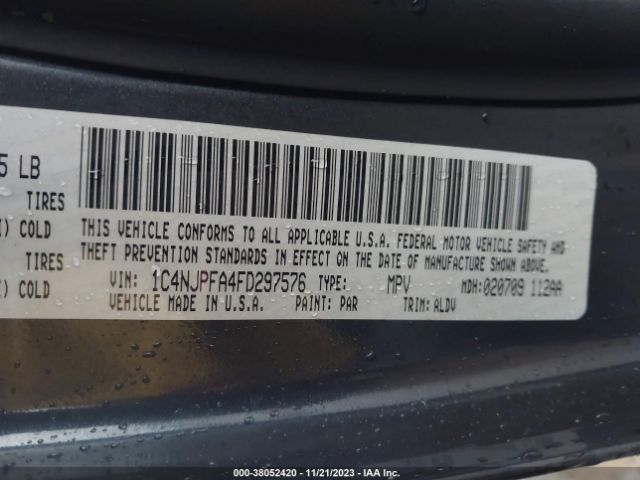 5 LB
TIRES
) COLD
TIRES
) COLD
THIS VEHICLE CONFORMS TO ALL APPLICABLE U.S.A. FEDERAL MOTOR VEHICLE SAFETY AND
THEFT PREVENTION STANDARDS IN EFFECT ON THE DATE OF MANUFACTURE SHOWN ABOVE.
VIN: 1C4NJPFA4FD297576 TYPE: MPV MDH:020709 112AA
VEHICLE MADE IN U.S.A. PAINT: PAR TRIM: ALDV
000-38052420 - 11/21/2023 - IAA Inc.